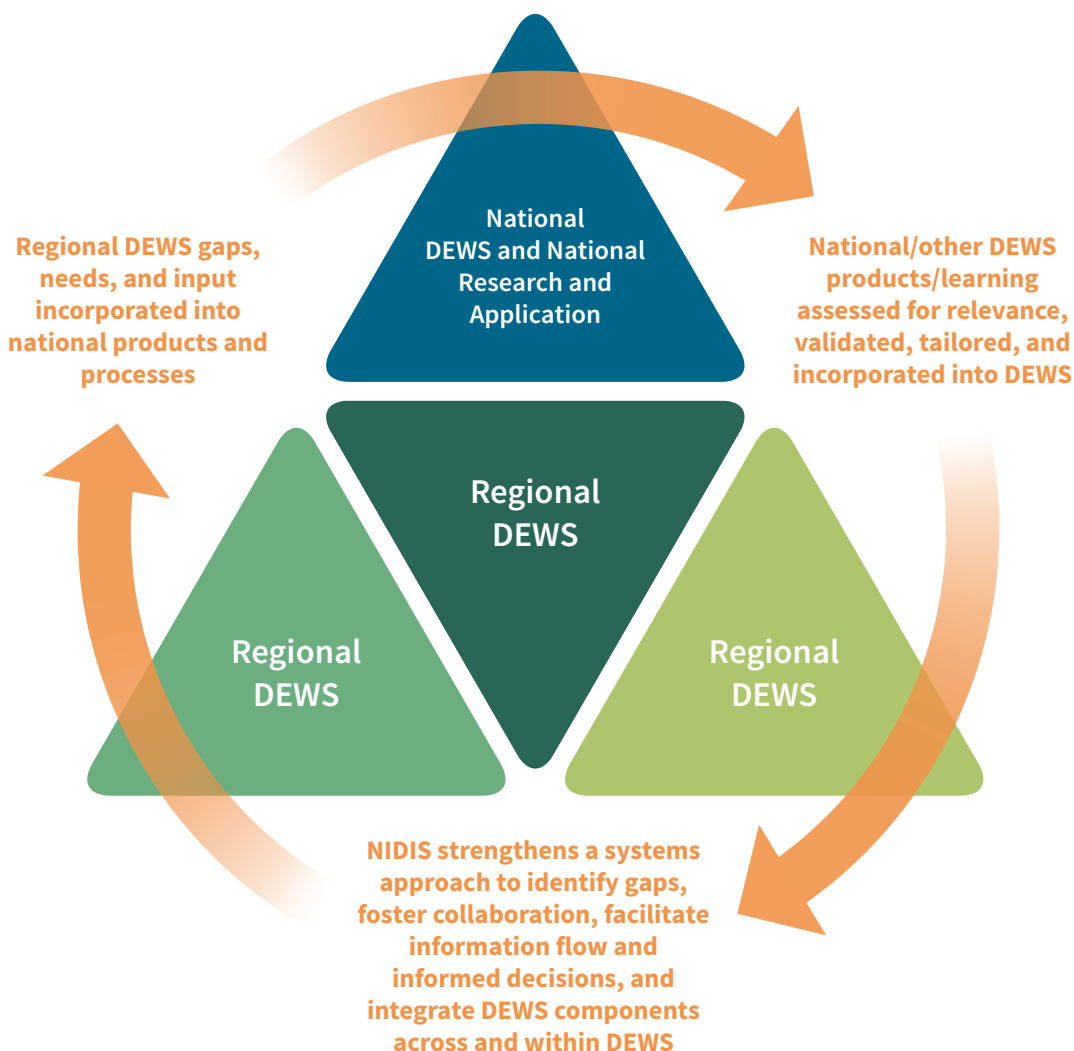 National
DEWS and National
Research and
Application
Regional DEWS gaps,
needs, and input
incorporated into
national products and
processes
National/other DEWS
products/learning
assessed for relevance,
validated, tailored, and
incorporated into DEWS
Regional
DEWS
Regional
DEWS
Regional
DEWS
NIDIS strengthens a systems
approach to identify gaps,
foster collaboration, facilitate
information flow and
informed decisions, and
integrate DEWS components
across and within DEWS